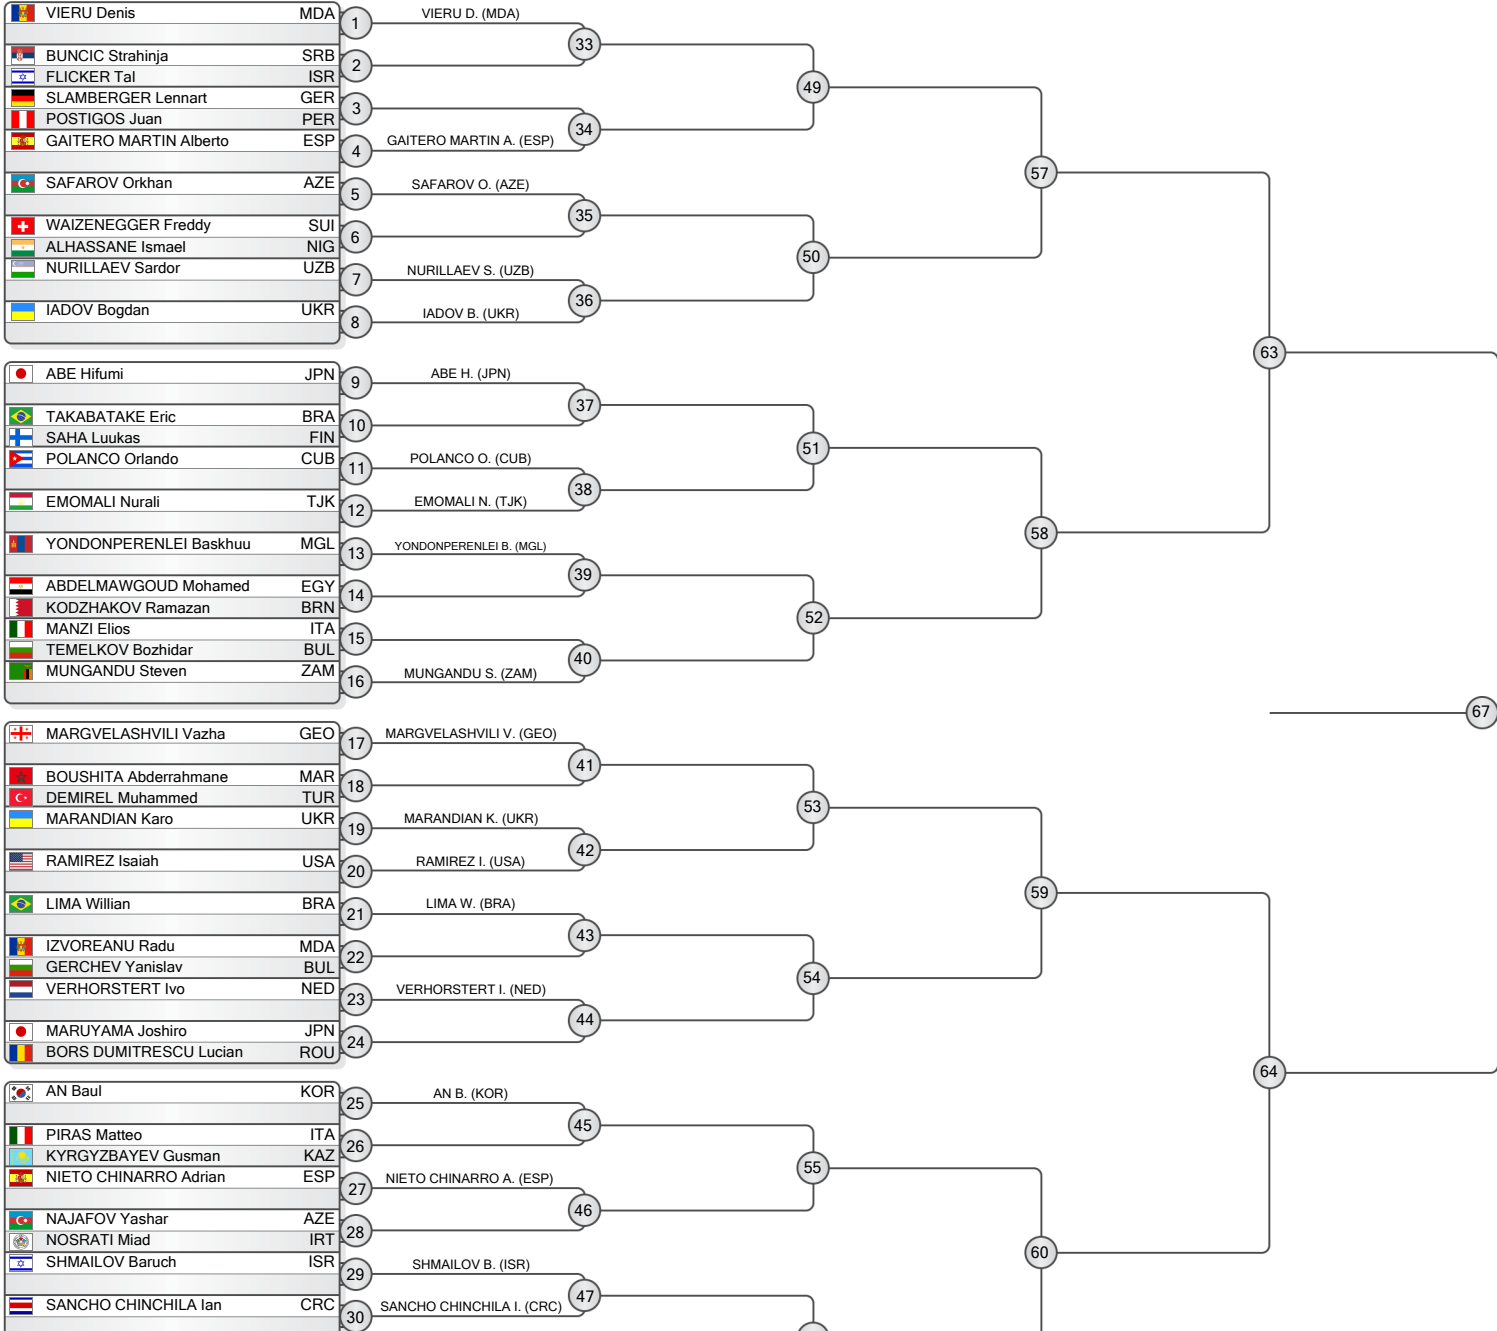 VIERU Denis MDA
1
VIERU D. (MDA)
33
BUNCIC Strahinja SRB
2
FLICKER Tal ISR
49
SLAMBERGER Lennart GER
3
POSTIGOS Juan PER
34
GAITERO MARTIN Alberto ESP
4
GAITERO MARTIN A. (ESP)
57
SAFAROV Orkhan AZE
5
SAFAROV O. (AZE)
35
WAIZENEGGER Freddy SUI
6
ALHASSANE Ismael NIG
50
NURILLAEV Sardor UZB
7
NURILLAEV S. (UZB)
36
IADOV Bogdan UKR
8
IADOV B. (UKR)
63
ABE Hifumi JPN
9
ABE H. (JPN)
37
TAKABATAKE Eric BRA
10
SAHA Luukas FIN
51
POLANCO Orlando CUB
11
POLANCO O. (CUB)
38
EMOMALI Nurali TJK
12
EMOMALI N. (TJK)
58
YONDONPERENLEI Baskhuu MGL
13
YONDONPERENLEI B. (MGL)
39
ABDELMAWGOUD Mohamed EGY
14
KODZHAKOV Ramazan BRN
52
MANZI Elios ITA
15
TEMELKOV Bozhidar BUL
40
MUNGANDU Steven ZAM
16
MUNGANDU S. (ZAM)
67
MARGVELASHVILI Vazha GEO
17
MARGVELASHVILI V. (GEO)
41
BOUSHITA Abderrahmane MAR
18
DEMIREL Muhammed TUR
53
MARANDIAN Karo UKR
19
MARANDIAN K. (UKR)
42
RAMIREZ Isaiah USA
20
RAMIREZ I. (USA)
59
LIMA Willian BRA
21
LIMA W. (BRA)
43
IZVOREANU Radu MDA
22
GERCHEV Yanislav BUL
54
VERHORSTERT Ivo NED
23
VERHORSTERT I. (NED)
44
MARUYAMA Joshiro JPN
24
BORS DUMITRESCU Lucian ROU
64
AN Baul KOR
25
AN B. (KOR)
45
PIRAS Matteo ITA
26
KYRGYZBAYEV Gusman KAZ
55
NIETO CHINARRO Adrian ESP
27
NIETO CHINARRO A. (ESP)
46
NAJAFOV Yashar AZE
28
NOSRATI Miad IRT
60
SHMAILOV Baruch ISR
29
SHMAILOV B. (ISR)
47
SANCHO CHINCHILA Ian CRC
30
SANCHO CHINCHILA I. (CRC)